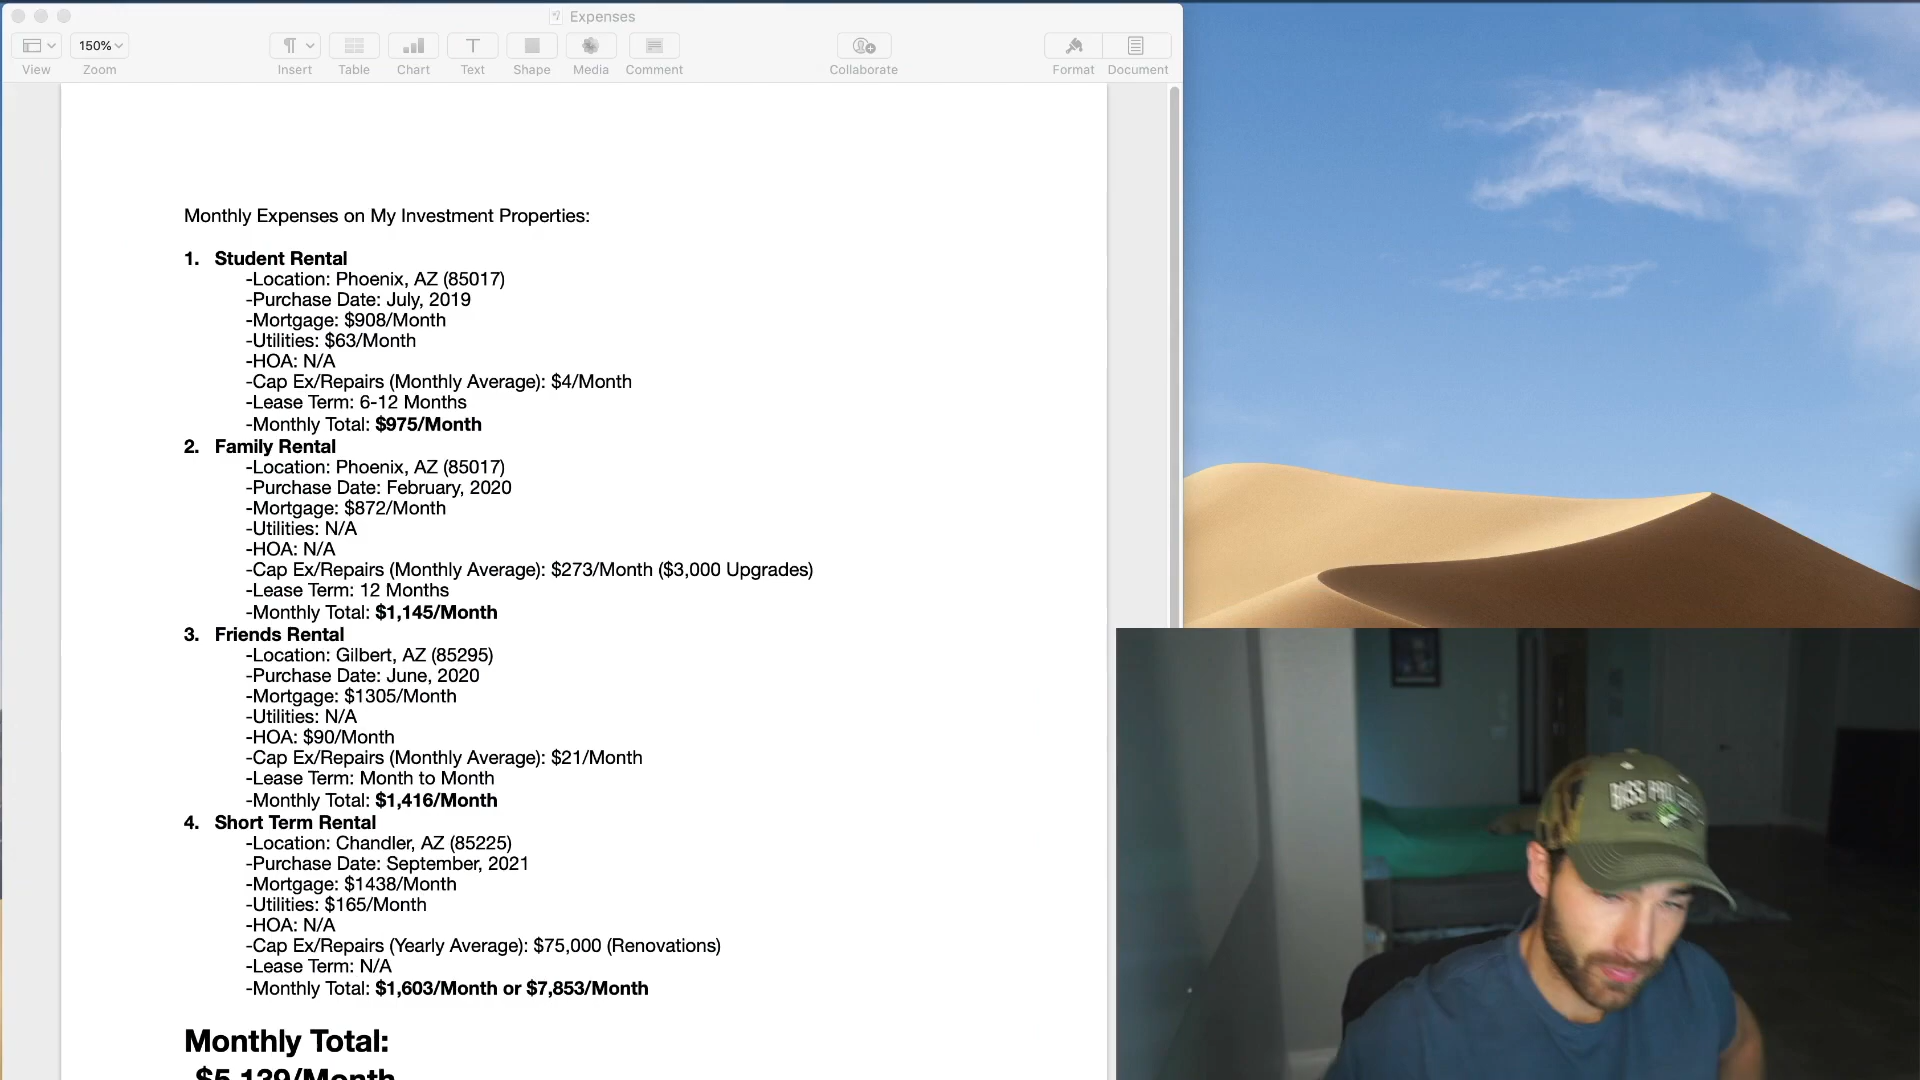 Expenses
150%
View
Zoom
Insert
Table
Chart
Text
Shape
Media
Comment
Collaborate
Format
Document
Monthly Expenses on My Investment Properties:
1. Student Rental
-Location: Phoenix, AZ (85017)
-Purchase Date: July, 2019
-Mortgage: $908/Month
-Utilities: $63/Month
-HOA: N/A
-Cap Ex/Repairs (Monthly Average): $4/Month
-Lease Term: 6-12 Months
-Monthly Total: $975/Month
2. Family Rental
-Location: Phoenix, AZ (85017)
-Purchase Date: February, 2020
-Mortgage: $872/Month
-Utilities: N/A
-HOA: N/A
-Cap Ex/Repairs (Monthly Average): $273/Month ($3,000 Upgrades)
-Lease Term: 12 Months
-Monthly Total: $1,145/Month
3. Friends Rental
-Location: Gilbert, AZ (85295)
-Purchase Date: June, 2020
-Mortgage: $1305/Month
-Utilities: N/A
-HOA: $90/Month
-Cap Ex/Repairs (Monthly Average): $21/Month
-Lease Term: Month to Month
-Monthly Total: $1,416/Month
4. Short Term Rental
-Location: Chandler, AZ (85225)
-Purchase Date: September, 2021
-Mortgage: $1438/Month
-Utilities: $165/Month
-HOA: N/A
-Cap Ex/Repairs (Yearly Average): $75,000 (Renovations)
-Lease Term: N/A
-Monthly Total: $1,603/Month or $7,853/Month
Monthly Total:
$5,139/Month
BASS PRO